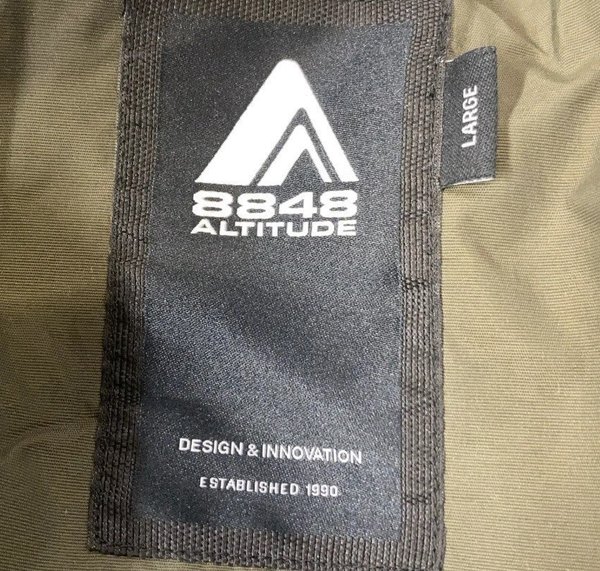 8848
ALTITUDE
LARGE
DESIGN & INNOVATION
ESTABLISHED 1990